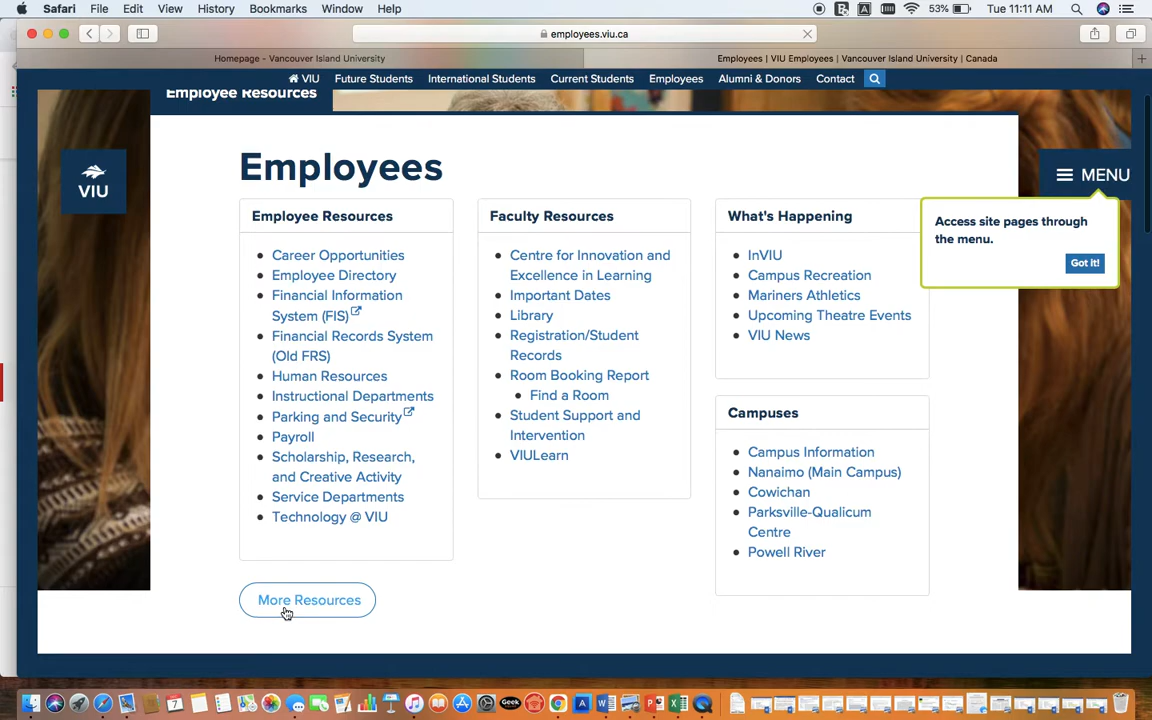 Safari File Edit View History Bookmarks Window Help 53% Tue 11:11 AM
employees.viu.ca
Homepage - Vancouver Island University Employees | VIU Employees | Vancouver Island University | Canada
VIU Future Students International Students Current Students Employees Alumni & Donors Contact
Employee Resources
VIU
MENU
Access site pages through
the menu.
Got it!
Employees
Employee Resources
Career Opportunities
Employee Directory
Financial Information
System (FIS)
Financial Records System
(Old FRS)
Human Resources
Instructional Departments
Parking and Security
Payroll
Scholarship, Research,
and Creative Activity
Service Departments
Technology @ VIU
More Resources
Faculty Resources
Centre for Innovation and
Excellence in Learning
Important Dates
Library
Registration/Student
Records
Room Booking Report
Find a Room
Student Support and
Intervention
VIULearn
What's Happening
InVIU
Campus Recreation
Mariners Athletics
Upcoming Theatre Events
VIU News
Campuses
Campus Information
Nanaimo (Main Campus)
Cowichan
Parksville-Qualicum
Centre
Powell River
7
Geek